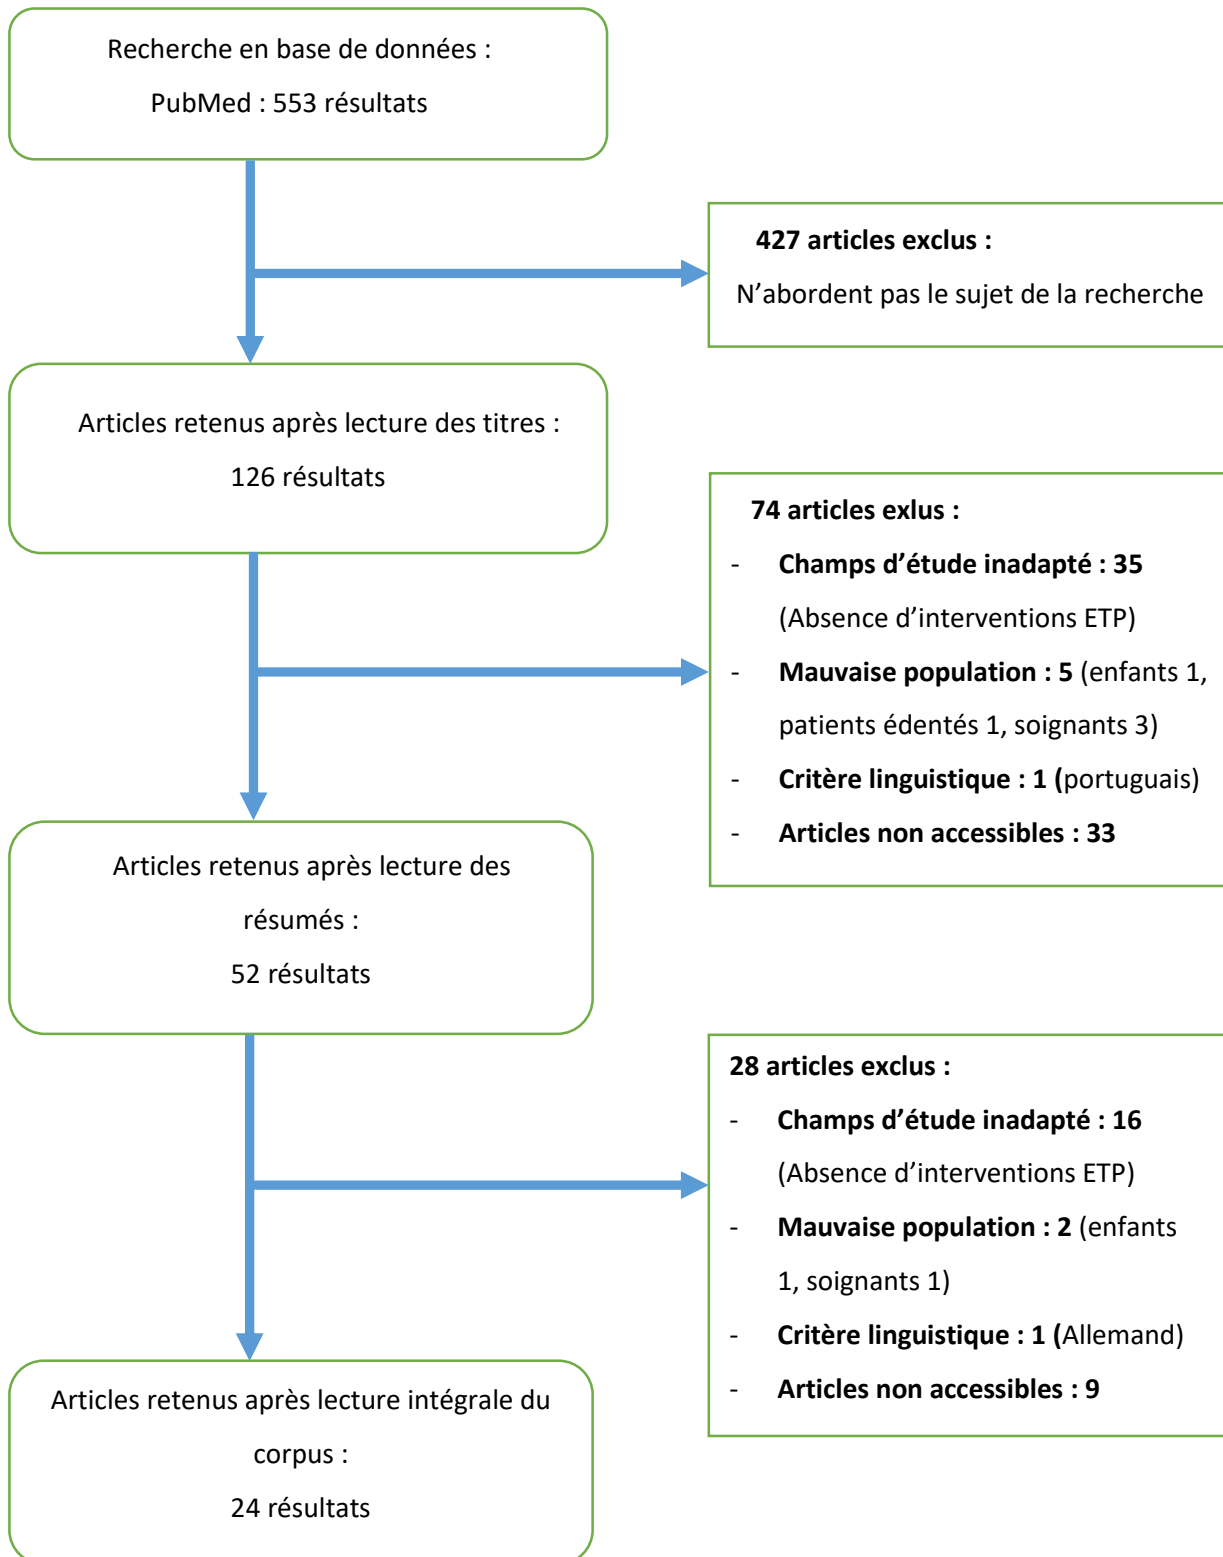 Recherche en base de données :
PubMed : 553 résultats
427 articles exclus :
N’abordent pas le sujet de la recherche
Articles retenus après lecture des titres :
126 résultats
74 articles exlus :
- Champs d’étude inadapté : 35
(Absence d’interventions ETP)
- Mauvaise population : 5 (enfants 1,
patients édentés 1, soignants 3)
- Critère linguistique : 1 (portuguais)
- Articles non accessibles : 33
Articles retenus après lecture des
résumés :
52 résultats
28 articles exclus :
- Champs d’étude inadapté : 16
(Absence d’interventions ETP)
- Mauvaise population : 2 (enfants
1, soignants 1)
- Critère linguistique : 1 (Allemand)
- Articles non accessibles : 9
Articles retenus après lecture intégrale du
corpus :
24 résultats